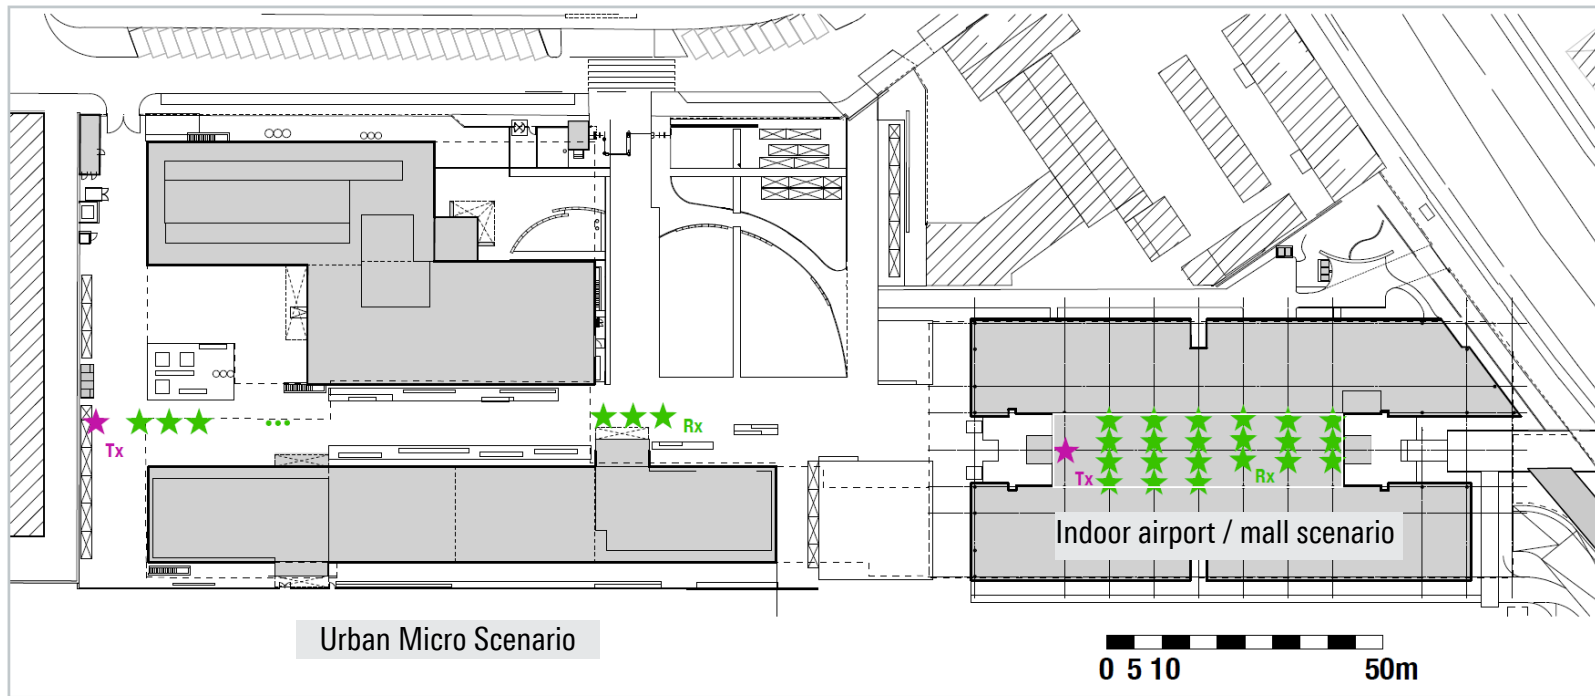 Tx
Rx
Tx
Rx
Indoor airport / mall scenario
Urban Micro Scenario
0 5 10 50m